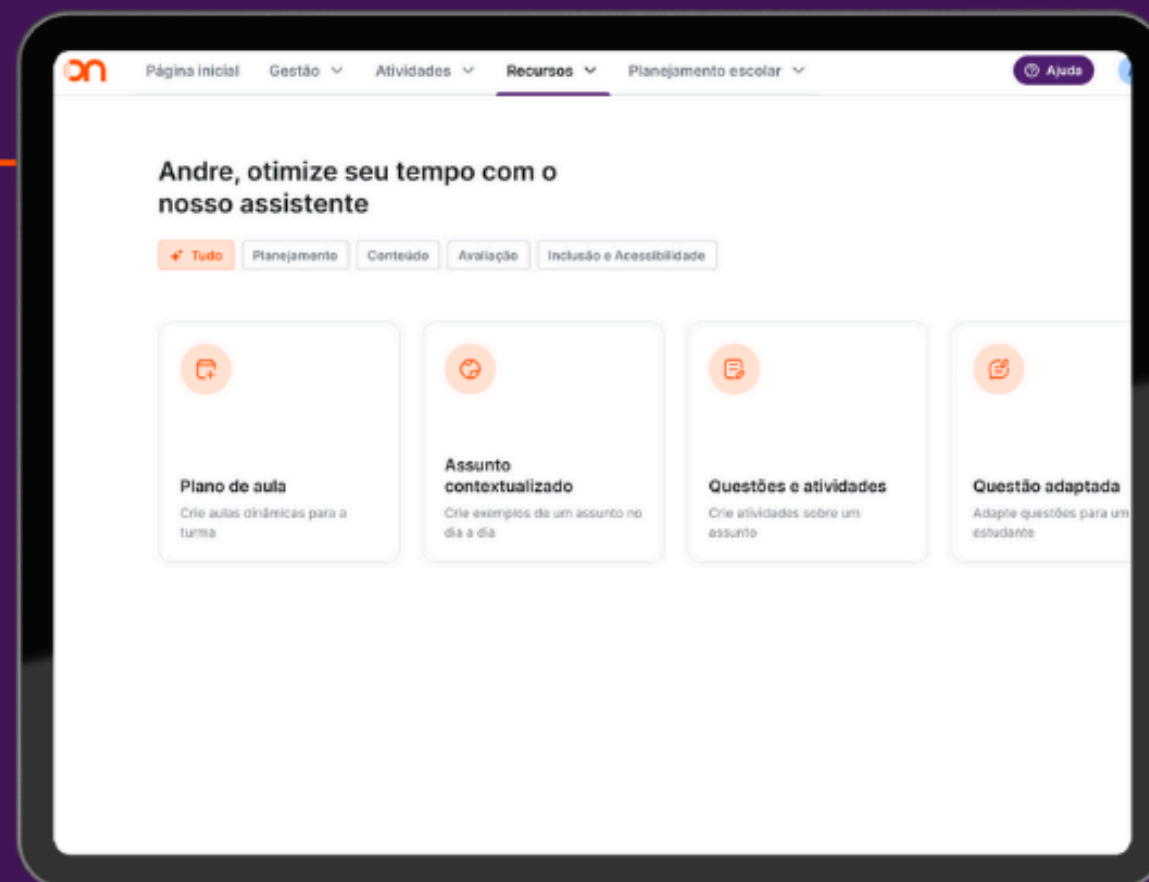 on
Página inicial Gestão Atividades Recursos Planejamento escolar Ajuda
Andre, otimize seu tempo com o
nosso assistente
Tudo Planejamento Conteúdo Avaliação Inclusão e Acessibilidade
Plano de aula
Crie aulas dinâmicas para a
turma
Assunto
contextualizado
Crie exemplos de um assunto no
dia a dia
Questões e atividades
Crie atividades sobre um
assunto
Questão adaptada
Adapte questões para um
estudante